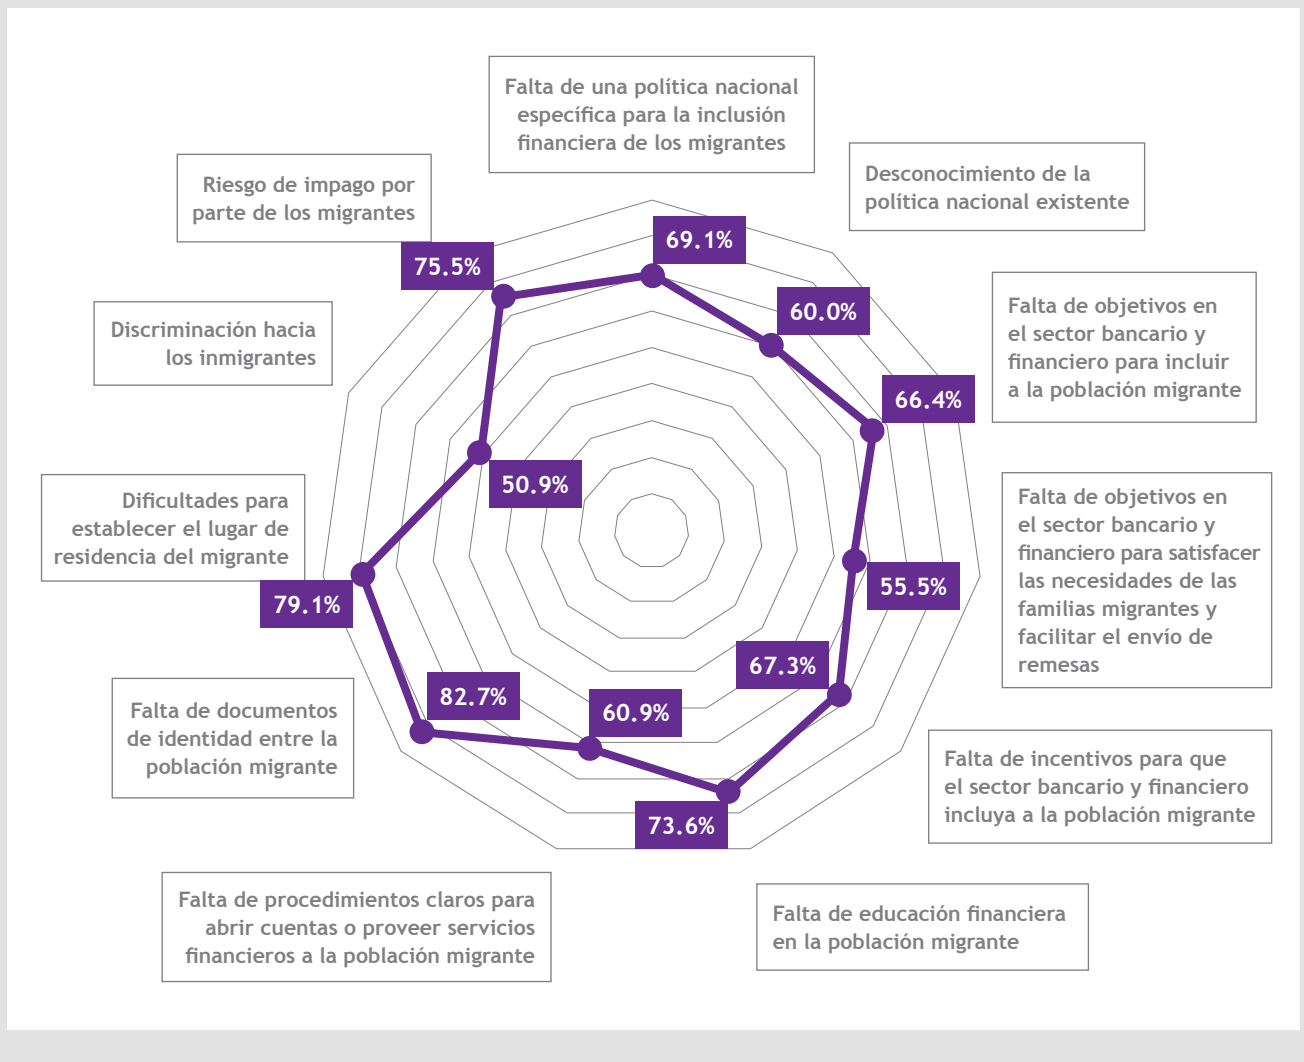 Falta de una política nacional
específica para la inclusión
financiera de los migrantes
69.1%
Desconocimiento de la
política nacional existente
60.0%
Falta de objetivos en
el sector bancario y
financiero para incluir
a la población migrante
66.4%
Falta de objetivos en
el sector bancario y
financiero para satisfacer
las necesidades de las
familias migrantes y
facilitar el envío de
remesas
55.5%
Falta de incentivos para que
el sector bancario y financiero
incluya a la población migrante
67.3%
Falta de educación financiera
en la población migrante
73.6%
Falta de procedimientos claros para
abrir cuentas o proveer servicios
financieros a la población migrante
60.9%
Falta de documentos
de identidad entre la
población migrante
82.7%
Dificultades para
establecer el lugar de
residencia del migrante
79.1%
Discriminación hacia
los inmigrantes
50.9%
Riesgo de impago por
parte de los migrantes
75.5%